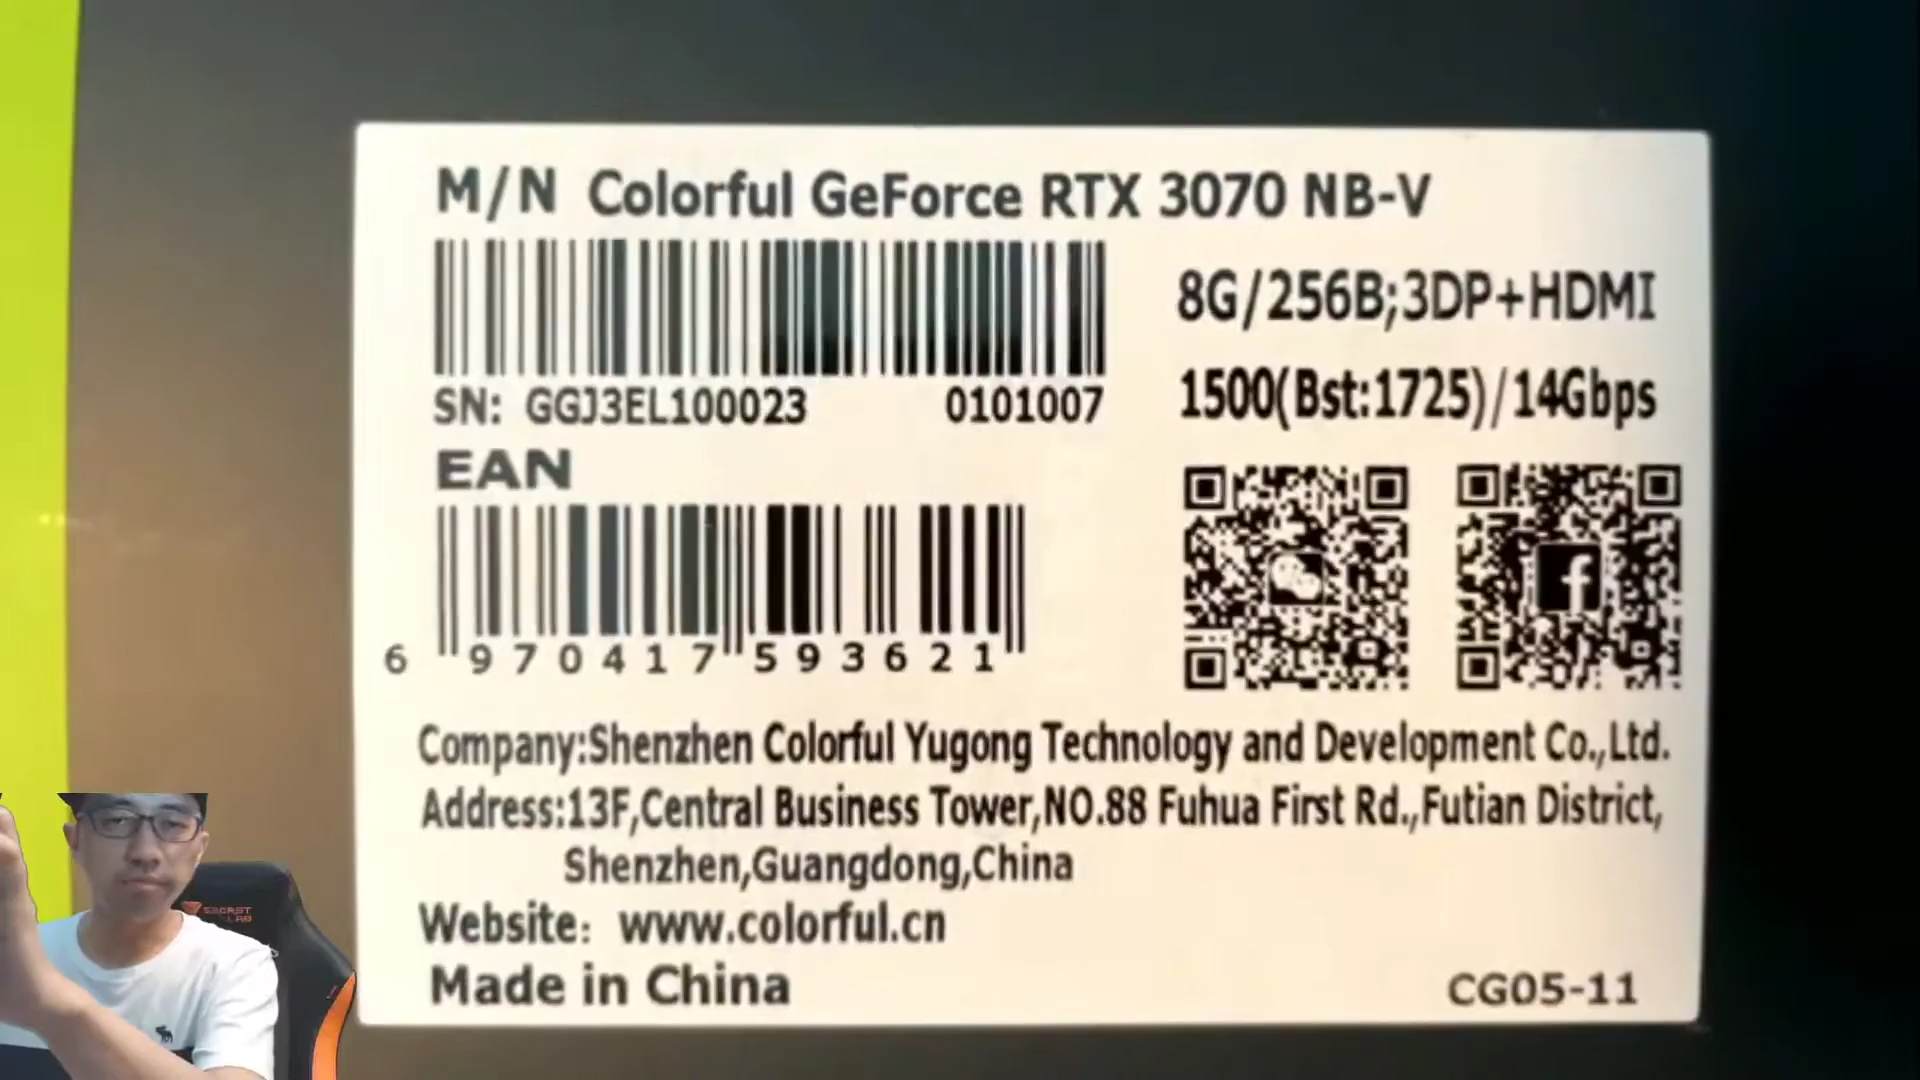 M/N Colorful GeForce RTX 3070 NB-V
8G/256B;3DP+HDMI
SN: GGJ3EL100023 0101007
1500(Bst:1725)/14Gbps
EAN
6 970417 593621
Company:Shenzhen Colorful Yugong Technology and Development Co.,Ltd.
Address:13F,Central Business Tower,NO.88 Fuhua First Rd.,Futian District,
Shenzhen,Guangdong,China
Website: www.colorful.cn
Made in China
CG05-11
SECRET
LAB